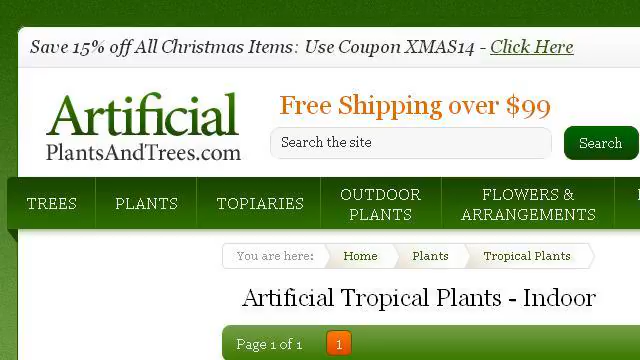 Save 15% off All Christmas Items: Use Coupon XMAS14 - Click Here
Artificial
PlantsAndTrees.com
Free Shipping over $99
Search the site
Search
TREES
PLANTS
TOPIARIES
OUTDOOR
PLANTS
FLOWERS &
ARRANGEMENTS
You are here:
Home
Plants
Tropical Plants
Artificial Tropical Plants - Indoor
Page 1 of 1
1